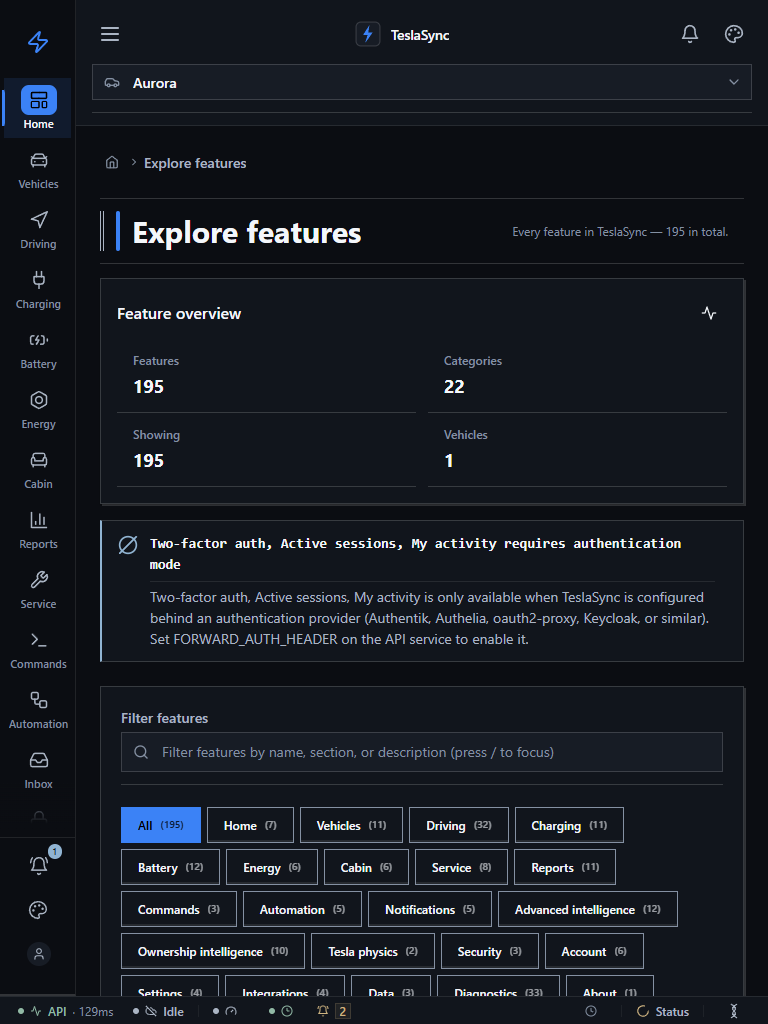 TeslaSync
Aurora
Home
Vehicles
Driving
Charging
Battery
Energy
Cabin
Reports
Service
Commands
Automation
Inbox
1
Explore features
Explore features
Every feature in TeslaSync — 195 in total.
Feature overview
Features
195
Categories
22
Showing
195
Vehicles
1
Two-factor auth, Active sessions, My activity requires authentication
mode
Two-factor auth, Active sessions, My activity is only available when TeslaSync is configured
behind an authentication provider (Authentik, Authelia, oauth2-proxy, Keycloak, or similar).
Set FORWARD_AUTH_HEADER on the API service to enable it.
Filter features
Filter features by name, section, or description (press / to focus)
All (195) Home (7) Vehicles (11) Driving (32) Charging (11)
Battery (12) Energy (6) Cabin (6) Service (8) Reports (11)
Commands (3) Automation (5) Notifications (5) Advanced intelligence (12)
Ownership intelligence (10) Tesla physics (2) Security (3) Account (6)
Settings (4) Integrations (4) Data (3) Diagnostics (33) About (1)
API · 129ms Idle 2 Status